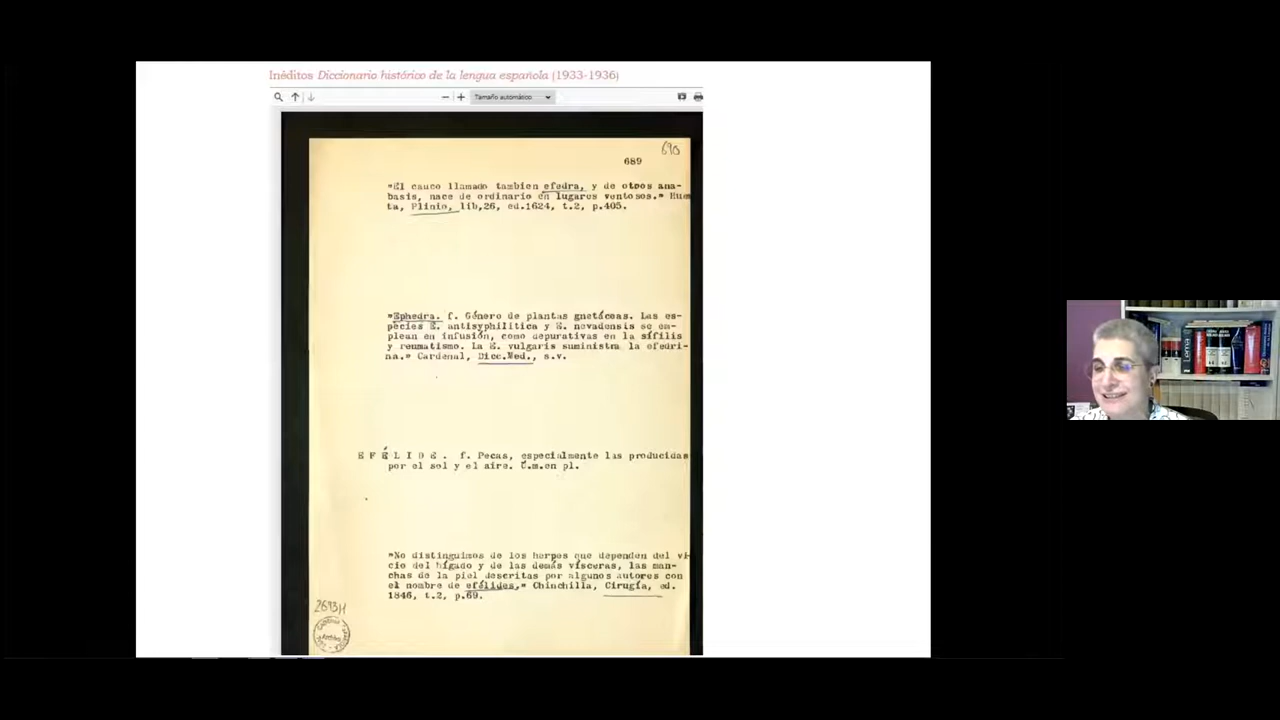 Inéditos Diccionario histórico de la lengua española (1933-1936)
Tamaño automático
690
689
"El cauco llamado tambien efedra, y de otros ana-
basis, nace de ordinario en lugares ventosos." Huer
ta, Plinio, lib,26, ed.1624, t.2, p.405.
"Ephedra. f. Género de plantas gnetáceas. Las es-
pecies E. antisyphilitica y E. nevadensis se em-
plean en infusión, como depurativas en la sífilis
y reumatismo. La E. vulgaris suministra la efedri-
na." Cardenal, Dicc.Med., s.v.
EFÉLIDE. f. Pecas, especialmente las producidas
por el sol y el aire. Ú.m.en pl.
"No distinguimos de los herpes que dependen del vi-
cio del hígado y de las demás vísceras, las man-
chas de la piel descritas por algunos autores con
el nombre de efélides," Chinchilla, Cirugía, ed.
1846, t.2, p.69.
Archivo
Lema